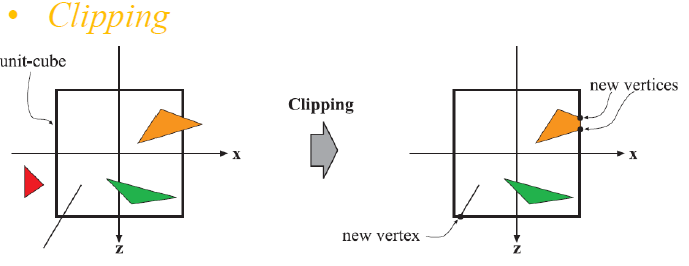 • Clipping
unit-cube
x
z
Clipping
new vertices
x
new vertex
z